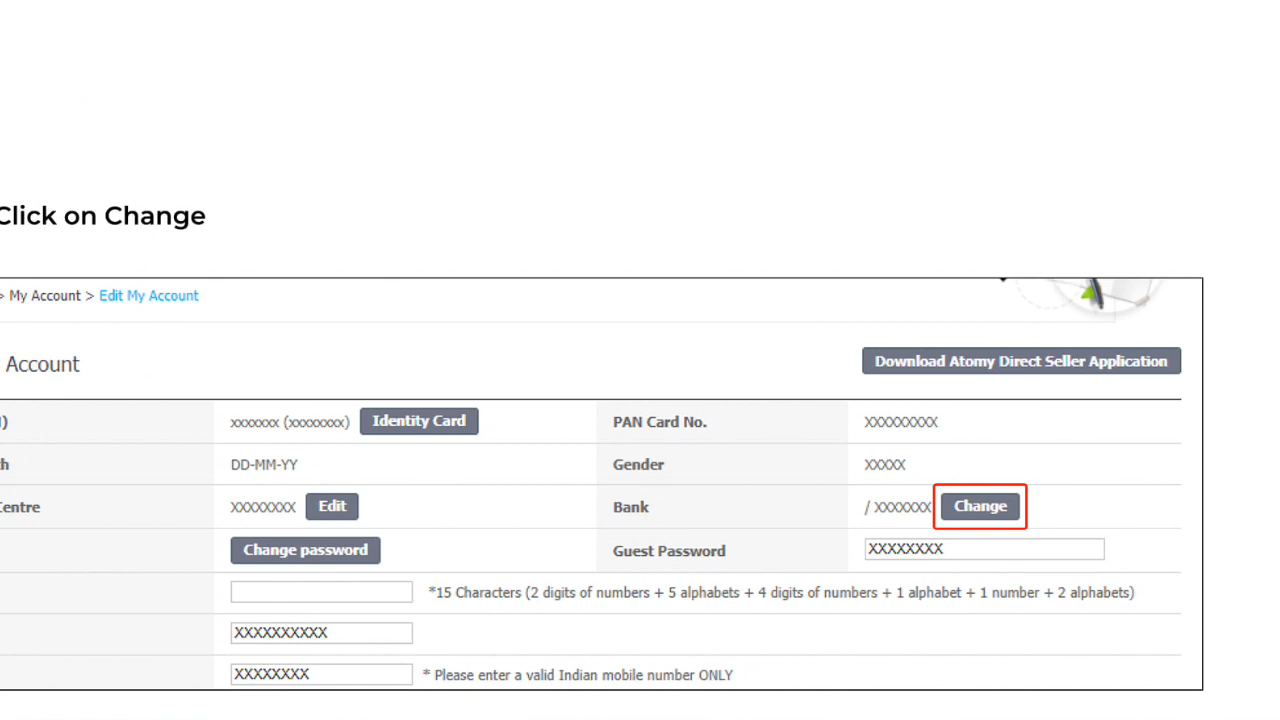 Click on Change
> My Account > Edit My Account
Account
Download Atomy Direct Seller Application
) xxxxxxx (xxxxxxxx) Identity Card PAN Card No. XXXXXXXXX
h DD-MM-YY Gender XXXXX
Centre XXXXXXXX Edit Bank / XXXXXXX Change
Change password Guest Password XXXXXXXX
*15 Characters (2 digits of numbers + 5 alphabets + 4 digits of numbers + 1 alphabet + 1 number + 2 alphabets)
XXXXXXXXXX
XXXXXXXX * Please enter a valid Indian mobile number ONLY